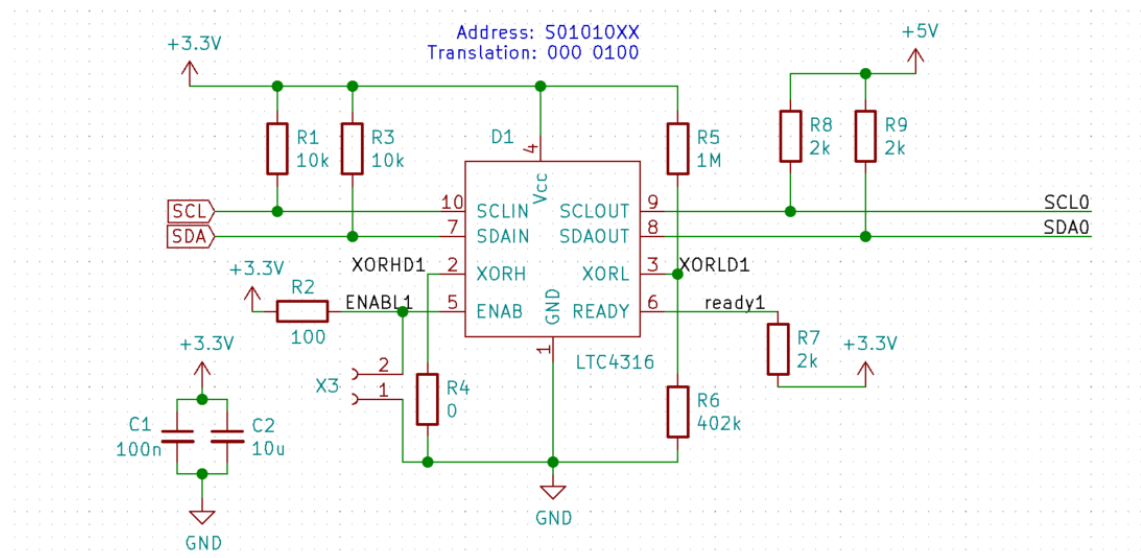 Address: S01010XX
Translation: 000 0100
+3.3V
+5V
R1
10k
R3
10k
D1
4
Vcc
R5
1M
R8
2k
R9
2k
SCL
10
SCLIN
SCLOUT
9
SCL0
SDA
7
SDAIN
SDAOUT
8
SDA0
XORHD1
2
XORH
XORL
3
XORLD1
+3.3V
R2
100
ENABL1
5
ENAB
GND
READY
6
ready1
1
LTC4316
R7
2k
+3.3V
X3
2
1
R4
0
R6
402k
+3.3V
C1
100n
C2
10u
GND
GND